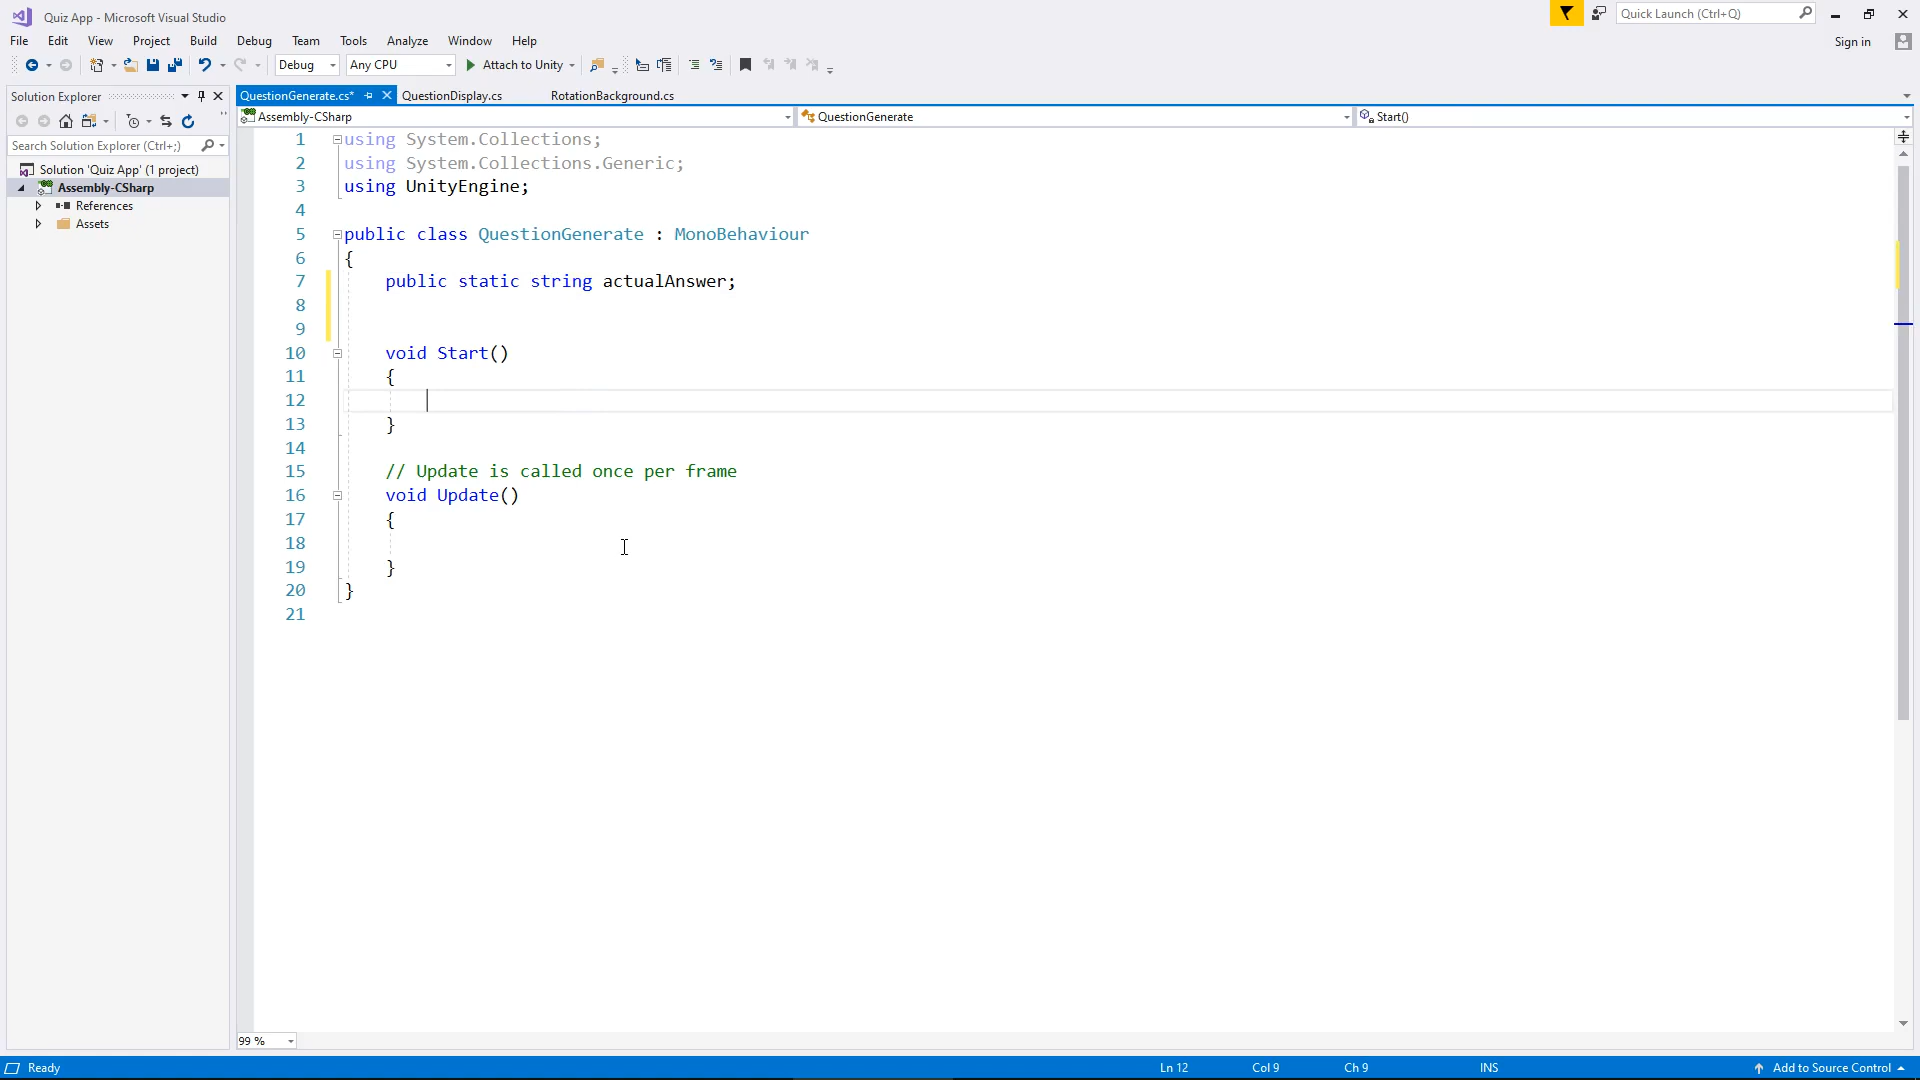 Quiz App - Microsoft Visual Studio
Quick Launch (Ctrl+Q)
File Edit View Project Build Debug Team Tools Analyze Window Help
Sign in
Debug Any CPU Attach to Unity
Solution Explorer
QuestionGenerate.cs* QuestionDisplay.cs RotationBackground.cs
Assembly-CSharp QuestionGenerate Start()
Search Solution Explorer (Ctrl+;)
Solution 'Quiz App' (1 project)
Assembly-CSharp
References
Assets
1 using System.Collections;
2 using System.Collections.Generic;
3 using UnityEngine;
4
5 public class QuestionGenerate : MonoBehaviour
6 {
7 public static string actualAnswer;
8
9
10 void Start()
11 {
12
13 }
14
15 // Update is called once per frame
16 void Update()
17 {
18
19 }
20 }
21
99 %
Ready Ln 12 Col 9 Ch 9 INS Add to Source Control